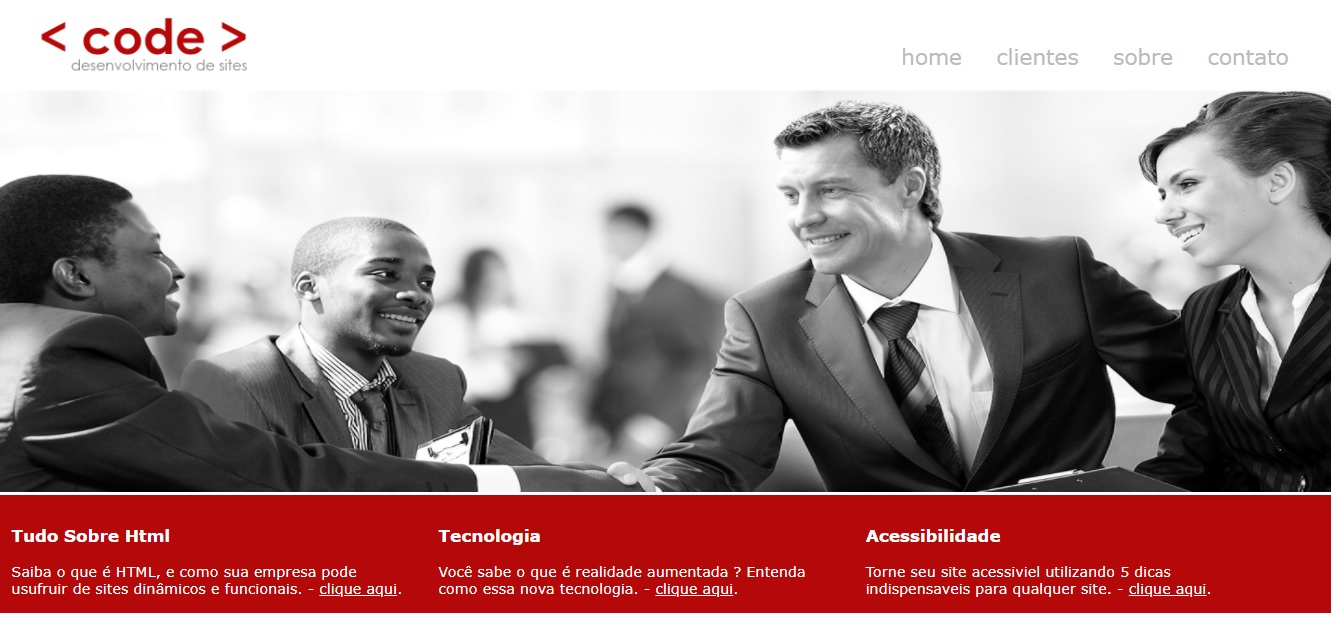 < code >
desenvolvimento de sites
home clientes sobre contato
Tudo Sobre Html
Saiba o que é HTML, e como sua empresa pode
usufruir de sites dinâmicos e funcionais. - clique aqui.
Tecnologia
Você sabe o que é realidade aumentada ? Entenda
como essa nova tecnologia. - clique aqui.
Acessibilidade
Torne seu site acessiviel utilizando 5 dicas
indispensaveis para qualquer site. - clique aqui.